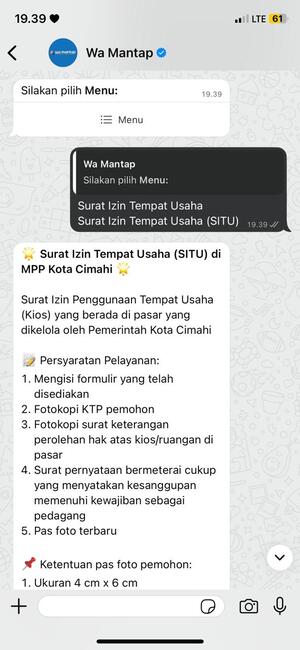 19.39
LTE 61
Wa Mantap
Silakan pilih Menu:
19.39
Menu
Wa Mantap
Silakan pilih Menu:
Surat Izin Tempat Usaha
Surat Izin Tempat Usaha (SITU) 19.39
🌟 Surat Izin Tempat Usaha (SITU) di
MPP Kota Cimahi 🌟
Surat Izin Penggunaan Tempat Usaha
(Kios) yang berada di pasar yang
dikelola oleh Pemerintah Kota Cimahi
📝 Persyaratan Pelayanan:
1. Mengisi formulir yang telah
disediakan
2. Fotokopi KTP pemohon
3. Fotokopi surat keterangan
perolehan hak atas kios/ruangan di
pasar
4. Surat pernyataan bermeterai cukup
yang menyatakan kesanggupan
memenuhi kewajiban sebagai
pedagang
5. Pas foto terbaru
📌 Ketentuan pas foto pemohon:
1. Ukuran 4 cm x 6 cm